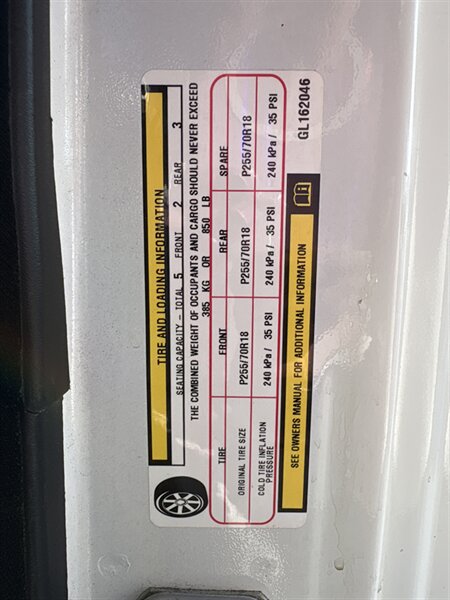 TIRE AND LOADING INFORMATION
SEATING CAPACITY – TOTAL 5 FRONT 2 REAR 3
THE COMBINED WEIGHT OF OCCUPANTS AND CARGO SHOULD NEVER EXCEED
385 KG OR 850 LB
TIRE FRONT REAR SPARE
ORIGINAL TIRE SIZE P255/70R18 P255/70R18 P255/70R18
COLD TIRE INFLATION
PRESSURE 240 kPa / 35 PSI 240 kPa / 35 PSI 240 kPa / 35 PSI
SEE OWNERS MANUAL FOR ADDITIONAL INFORMATION
GL162046